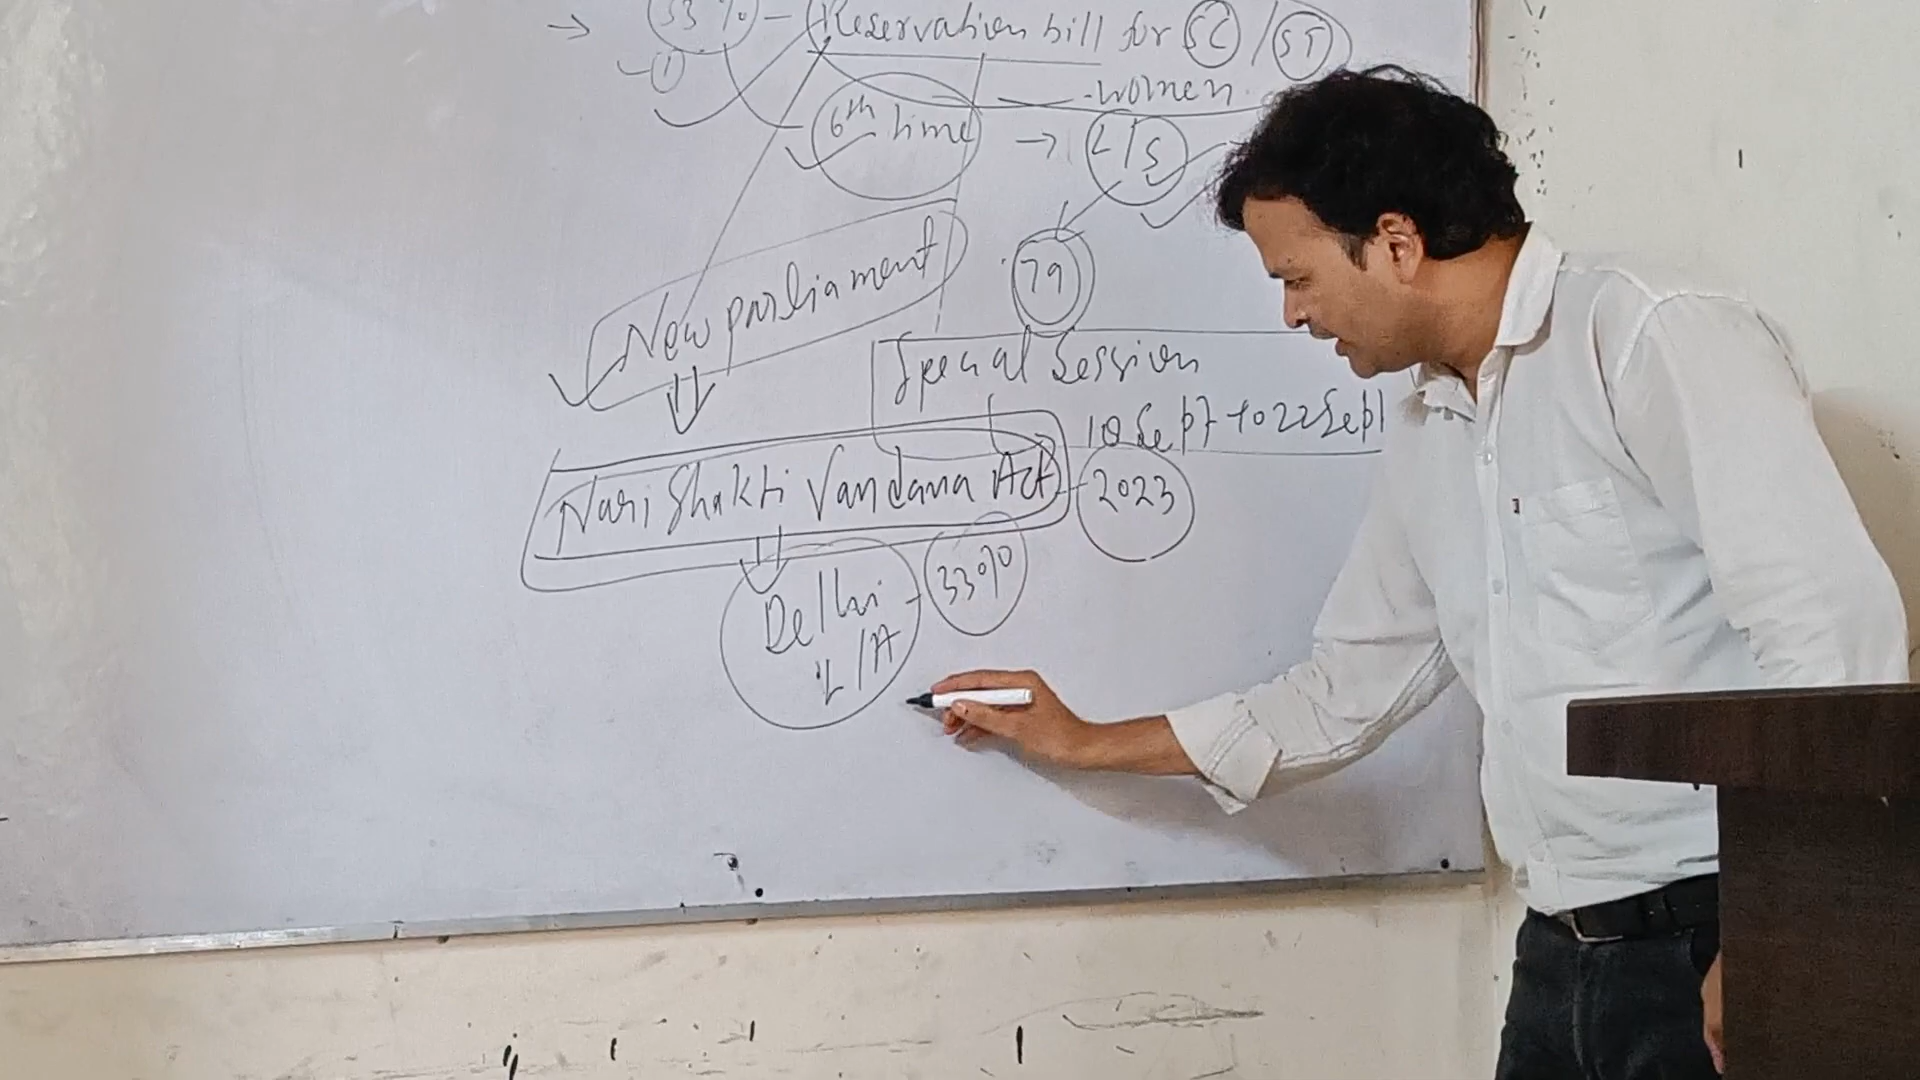 → 33% - Reservation bill for SC / ST
women.
6th time → L/S
New parliament
79
Special Session
18 Sept to 22 Sept
Nari Shakti Vandana Act - 2023
Delhi - 33%
L/A